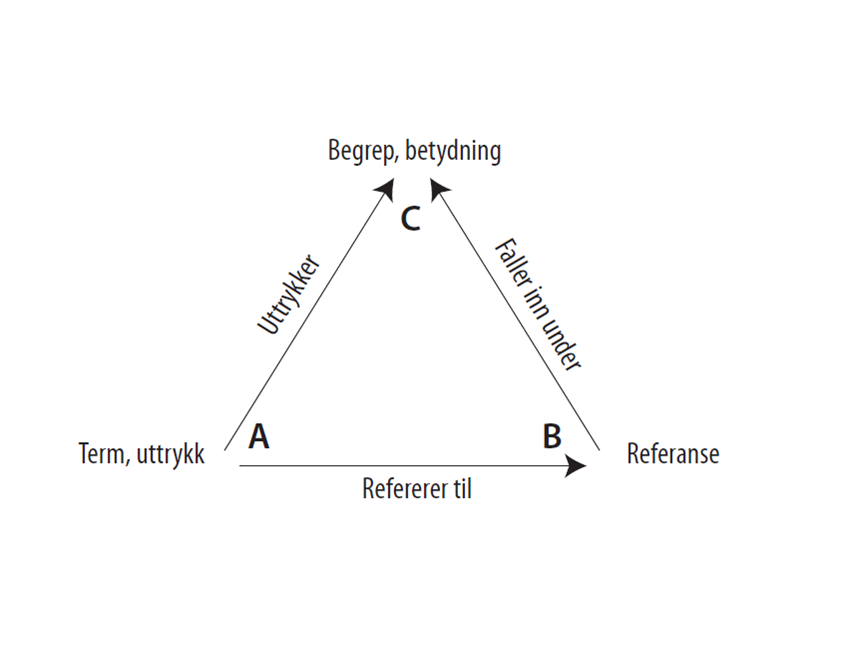 Begrep, betydning
C
Uttrykker
Faller inn under
A
B
Term, uttrykk
Referanse
Refererer til